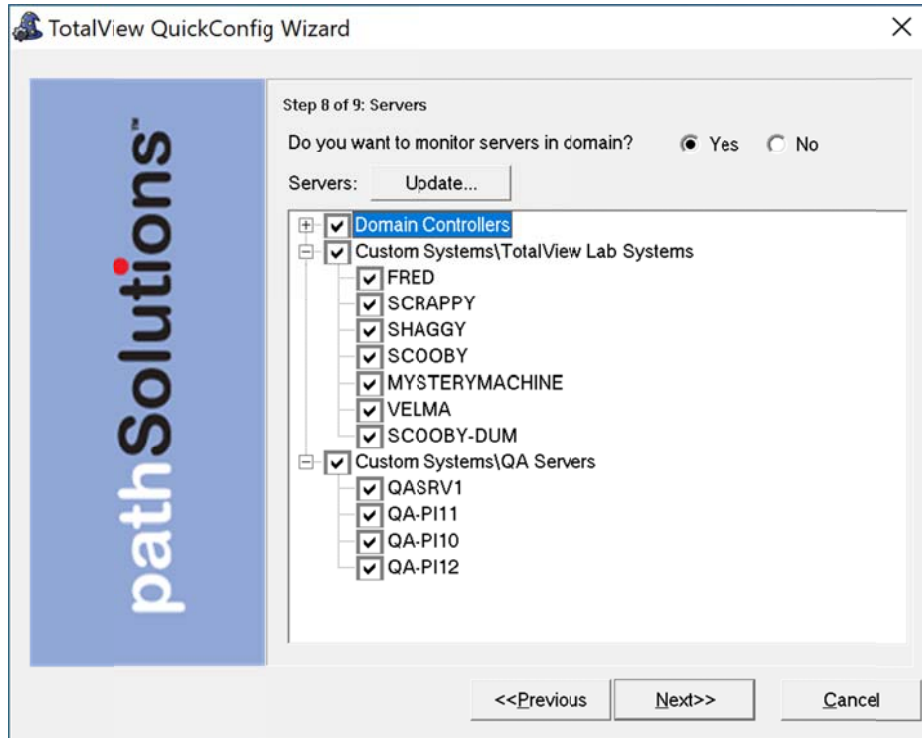 TotalView QuickConfig Wizard
pathSolutions™
Step 8 of 9: Servers
Do you want to monitor servers in domain? Yes No
Servers: Update...
Domain Controllers
Custom Systems\TotalView Lab Systems
FRED
SCRAPPY
SHAGGY
SCOOBY
MYSTERYMACHINE
VELMA
SCOOBY-DUM
Custom Systems\QA Servers
QASRV1
QA-PI11
QA-PI10
QA-PI12
<<Previous Next>> Cancel